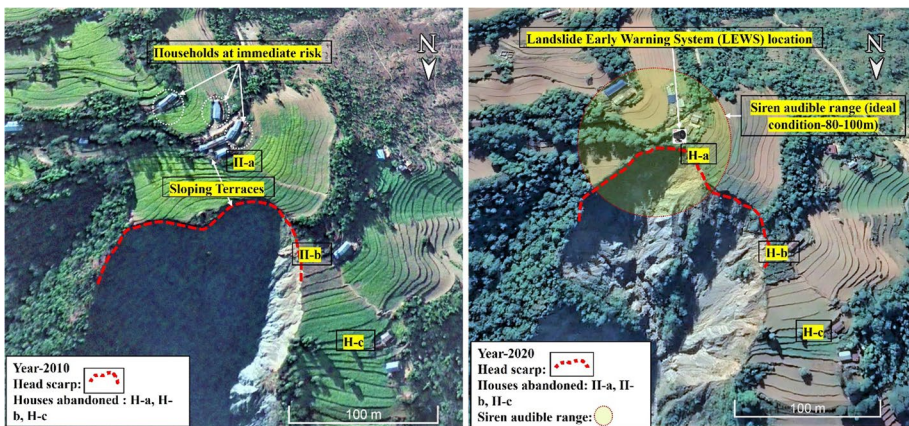 Households at immediate risk
N
H-a
Sloping Terraces
H-b
H-c
Year-2010
Head scarp:
Houses abandoned : H-a, H-
b, H-c
100 m
Landslide Early Warning System (LEWS) location
N
Siren audible range (ideal
condition-80-100m)
H-a
H-b
H-c
Year-2020
Head scarp:
Houses abandoned: H-a, H-
b, H-c
Siren audible range:
100 m